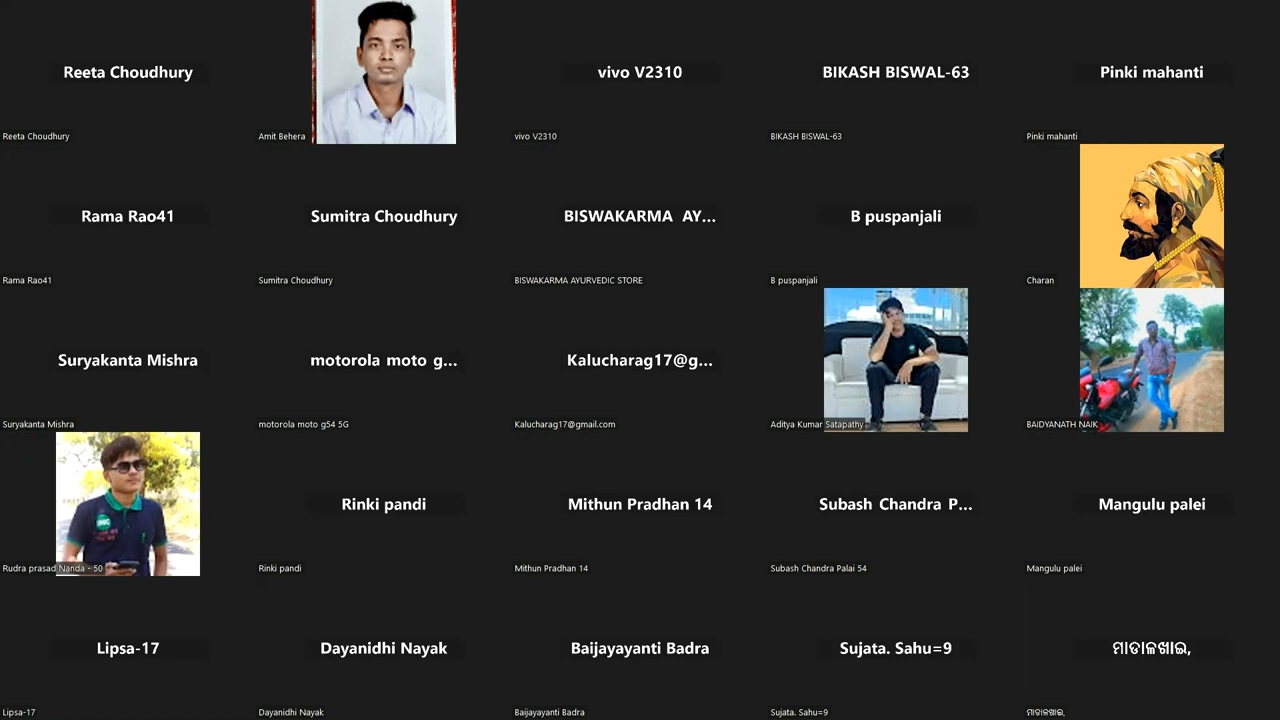 Reeta Choudhury
vivo V2310
BIKASH BISWAL-63
Pinki mahanti
Reeta Choudhury
Amit Behera
vivo V2310
BIKASH BISWAL-63
Pinki mahanti
Rama Rao41
Sumitra Choudhury
BISWAKARMA AY...
B puspanjali
Rama Rao41
Sumitra Choudhury
BISWAKARMA AYURVEDIC STORE
B puspanjali
Charan
Suryakanta Mishra
motorola moto g...
Kalucharag17@g...
Suryakanta Mishra
motorola moto g54 5G
Kalucharag17@gmail.com
Aditya Kumar Satapathy
BAIDYANATH NAIK
Rinki pandi
Mithun Pradhan 14
Subash Chandra P...
Mangulu palei
Rudra prasad Nanda - 50
Rinki pandi
Mithun Pradhan 14
Subash Chandra Palai 54
Mangulu palei
Lipsa-17
Dayanidhi Nayak
Baijayayanti Badra
Sujata. Sahu=9
ମାଡାଳଖାଇ,
Lipsa-17
Dayanidhi Nayak
Baijayayanti Badra
Sujata. Sahu=9
ମାଡାଳଖାଇ,